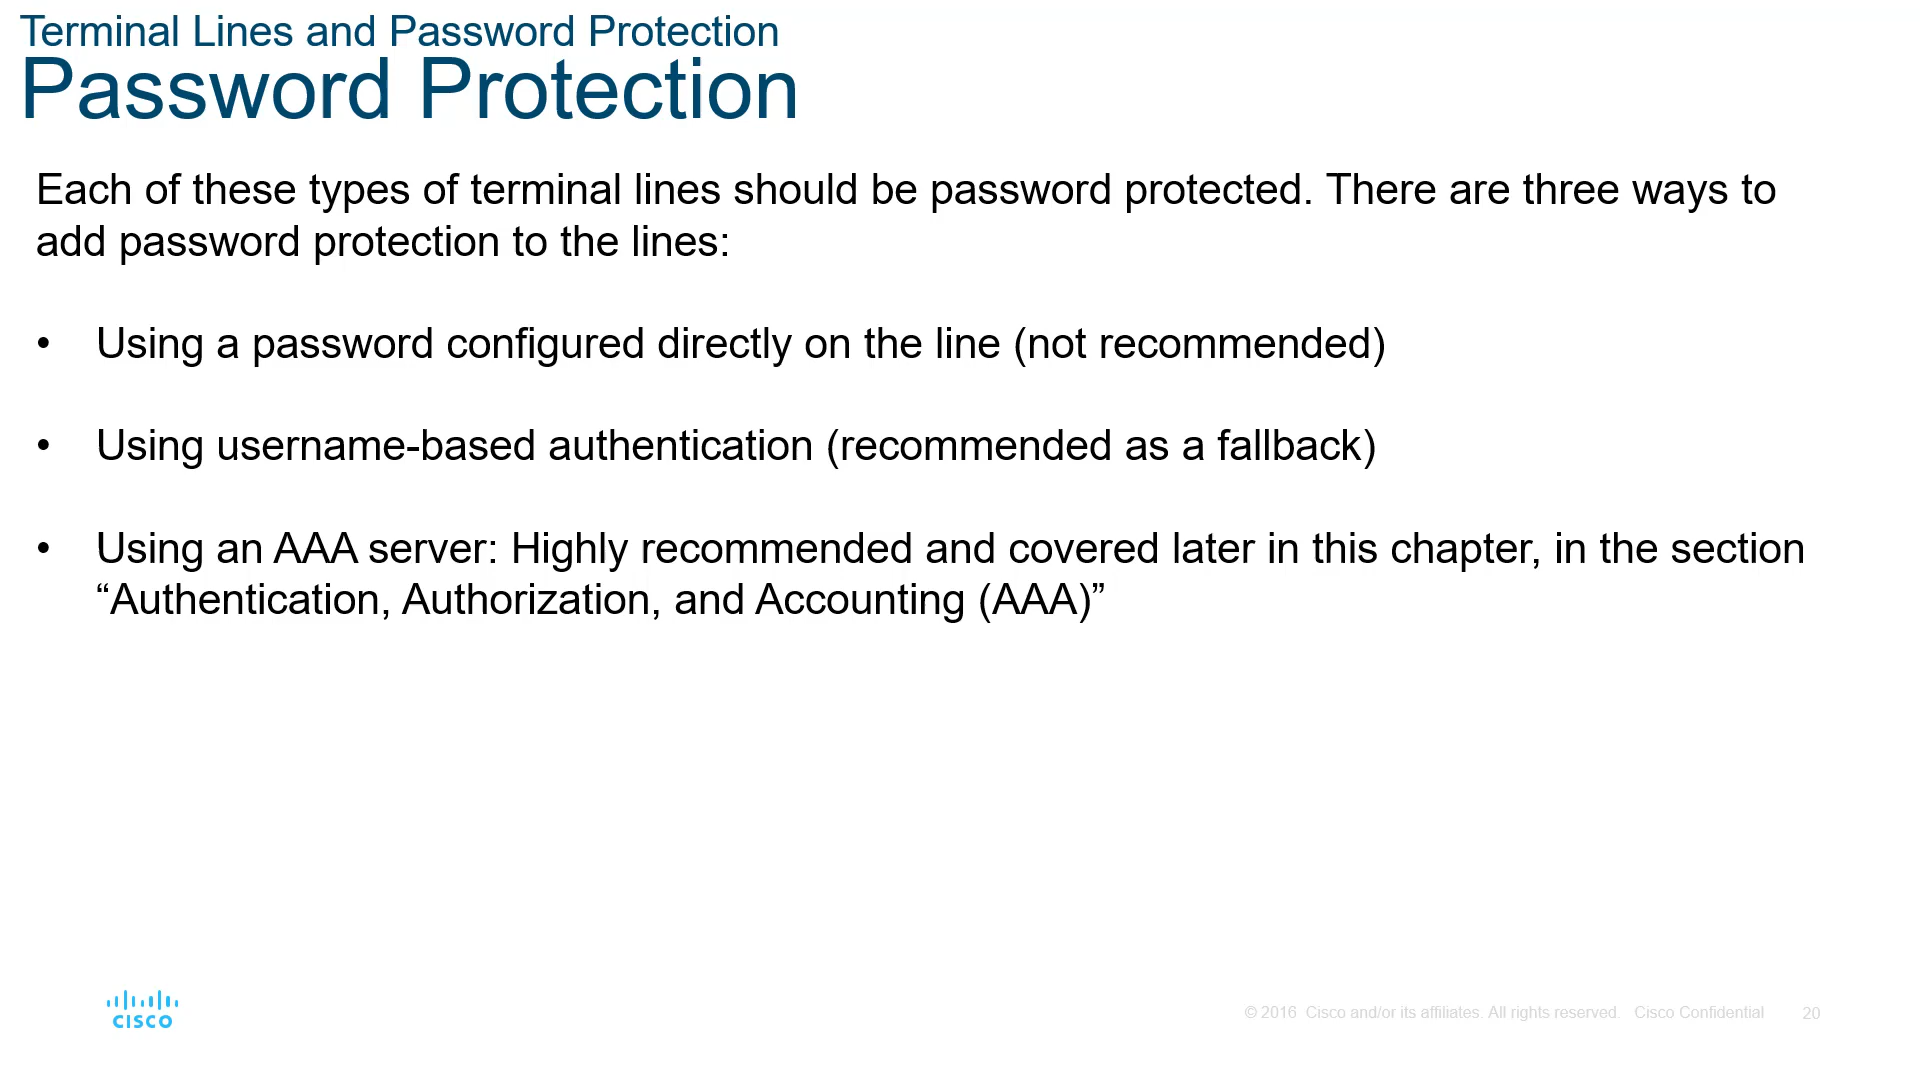 Terminal Lines and Password Protection
Password Protection
Each of these types of terminal lines should be password protected. There are three ways to
add password protection to the lines:
• Using a password configured directly on the line (not recommended)
• Using username-based authentication (recommended as a fallback)
• Using an AAA server: Highly recommended and covered later in this chapter, in the section
“Authentication, Authorization, and Accounting (AAA)”
CISCO
© 2016 Cisco and/or its affiliates. All rights reserved. Cisco Confidential 20